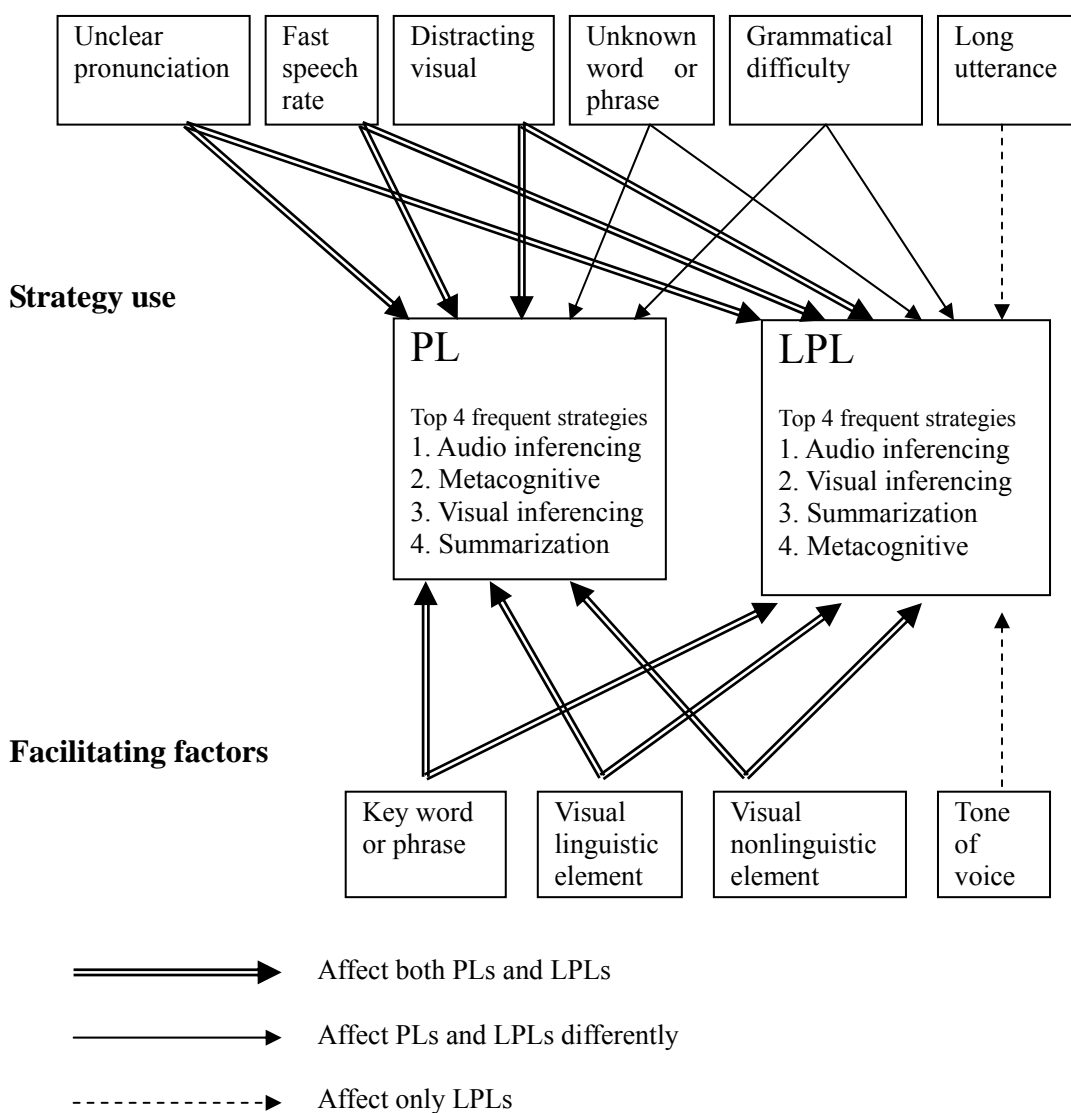 Unclear
pronunciation
Fast
speech
rate
Distracting
visual
Unknown
word or
phrase
Grammatical
difficulty
Long
utterance
Strategy use
PL
Top 4 frequent strategies
1. Audio inferencing
2. Metacognitive
3. Visual inferencing
4. Summarization
LPL
Top 4 frequent strategies
1. Audio inferencing
2. Visual inferencing
3. Summarization
4. Metacognitive
Facilitating factors
Key word
or phrase
Visual
linguistic
element
Visual
nonlinguistic
element
Tone
of
voice
Affect both PLs and LPLs
Affect PLs and LPLs differently
Affect only LPLs